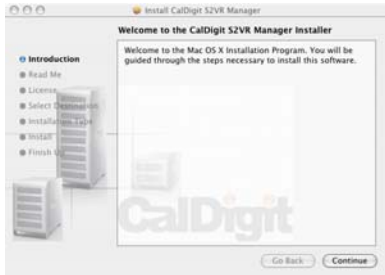 Install CalDigit S2VR Manager
Welcome to the CalDigit S2VR Manager Installer
Introduction
Read Me
License
Select Destination
Installation Type
Install
Finish Up
Welcome to the Mac OS X Installation Program. You will be
guided through the steps necessary to install this software.
CalDigit
Go Back
Continue